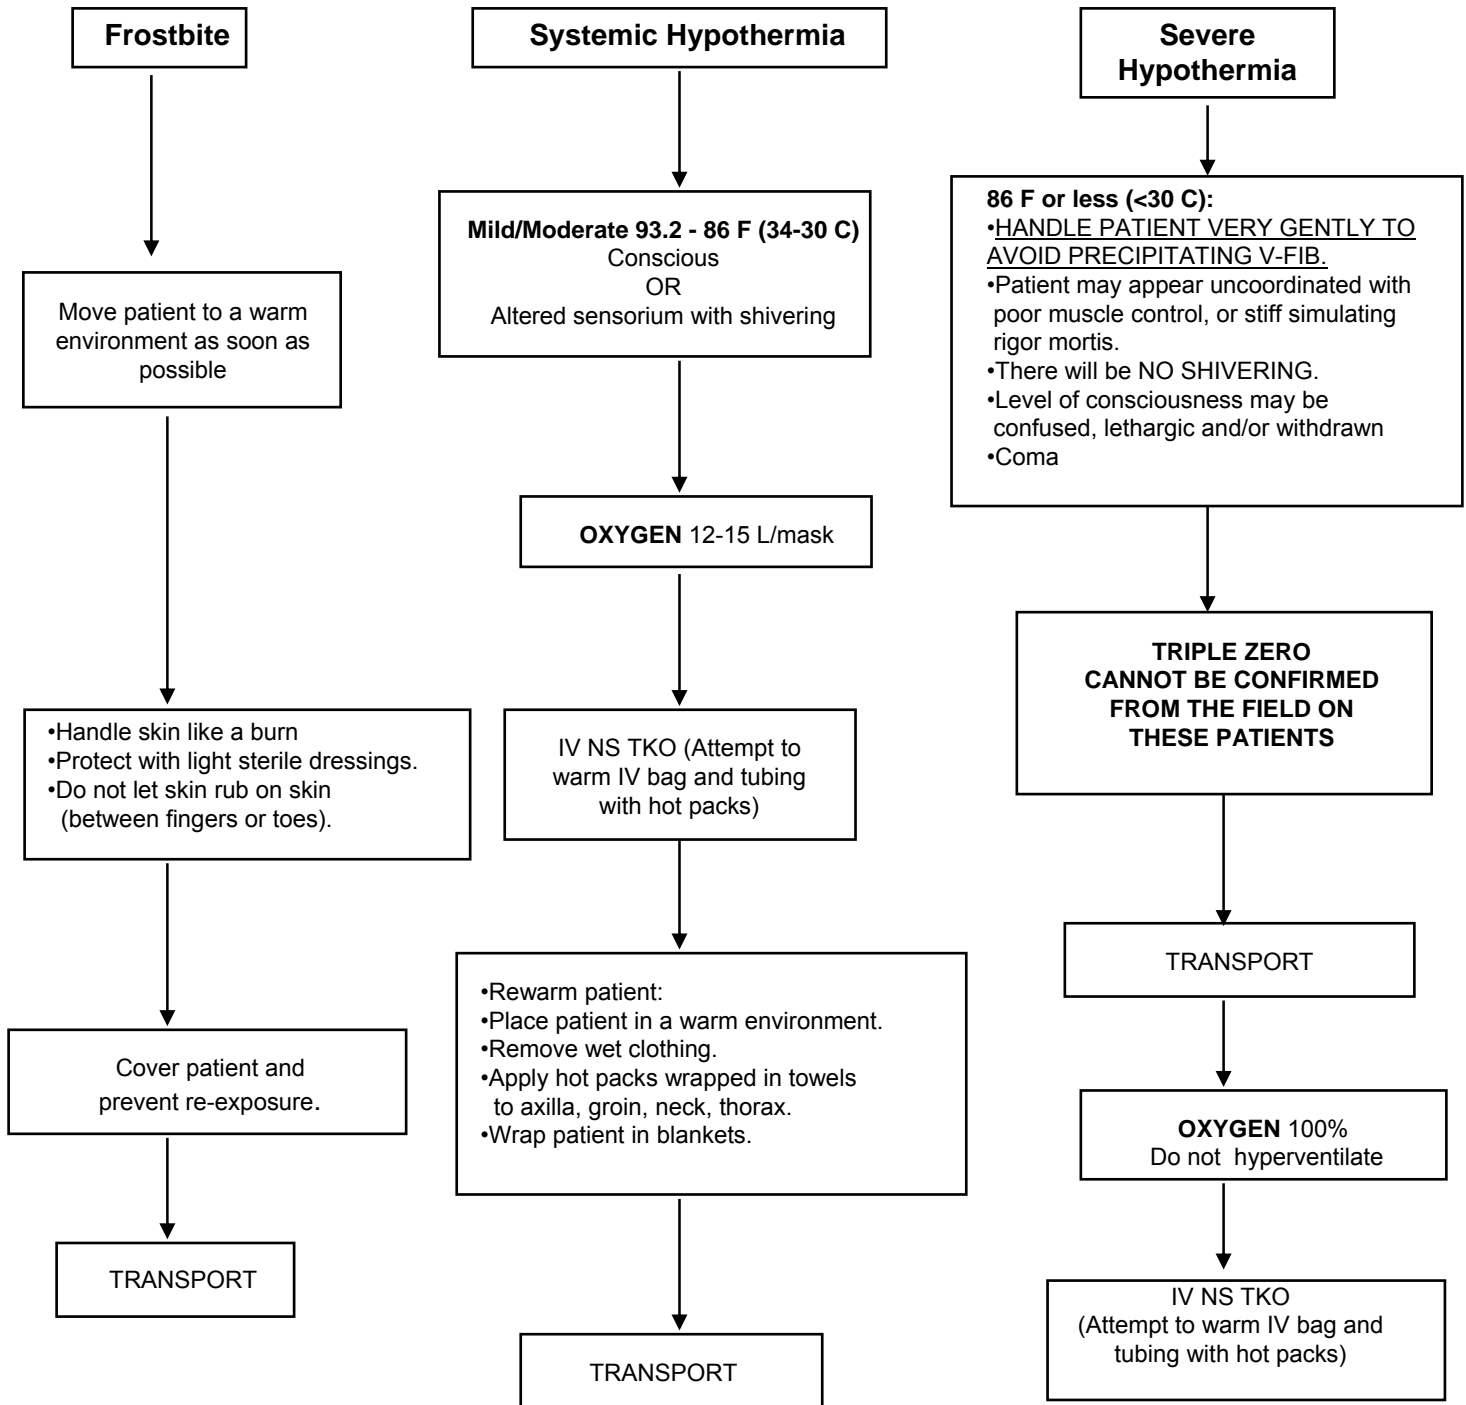 Frostbite
Move patient to a warm
environment as soon as
possible
•Handle skin like a burn
•Protect with light sterile dressings.
•Do not let skin rub on skin
(between fingers or toes).
Cover patient and
prevent re-exposure.
TRANSPORT
Systemic Hypothermia
Mild/Moderate 93.2 - 86 F (34-30 C)
Conscious
OR
Altered sensorium with shivering
OXYGEN 12-15 L/mask
IV NS TKO (Attempt to
warm IV bag and tubing
with hot packs)
•Rewarm patient:
•Place patient in a warm environment.
•Remove wet clothing.
•Apply hot packs wrapped in towels
to axilla, groin, neck, thorax.
•Wrap patient in blankets.
TRANSPORT
Severe
Hypothermia
86 F or less (<30 C):
•HANDLE PATIENT VERY GENTLY TO
AVOID PRECIPITATING V-FIB.
•Patient may appear uncoordinated with
poor muscle control, or stiff simulating
rigor mortis.
•There will be NO SHIVERING.
•Level of consciousness may be
confused, lethargic and/or withdrawn
•Coma
TRIPLE ZERO
CANNOT BE CONFIRMED
FROM THE FIELD ON
THESE PATIENTS
TRANSPORT
OXYGEN 100%
Do not hyperventilate
IV NS TKO
(Attempt to warm IV bag and
tubing with hot packs)